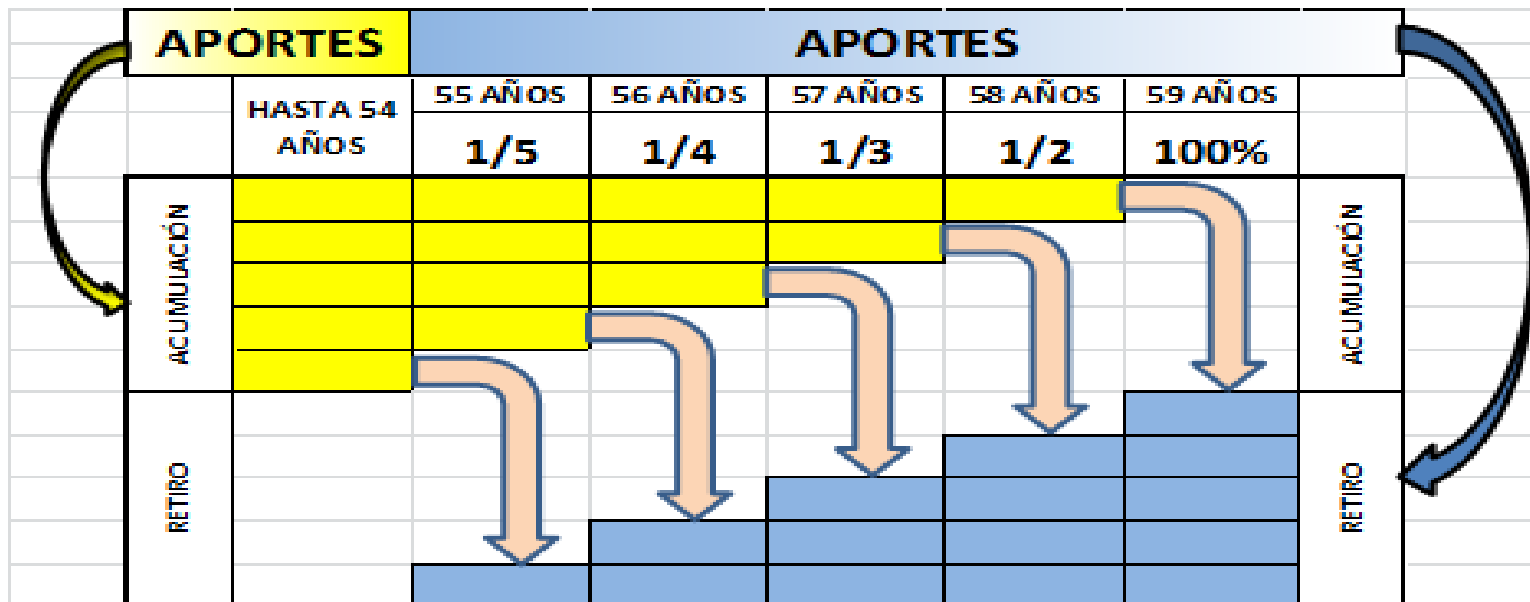 APORTES APORTES
HASTA 54 AÑOS
55 AÑOS 56 AÑOS 57 AÑOS 58 AÑOS 59 AÑOS
1/5 1/4 1/3 1/2 100%
ACUMULACIÓN
ACUMULACIÓN
RETIRO
RETIRO